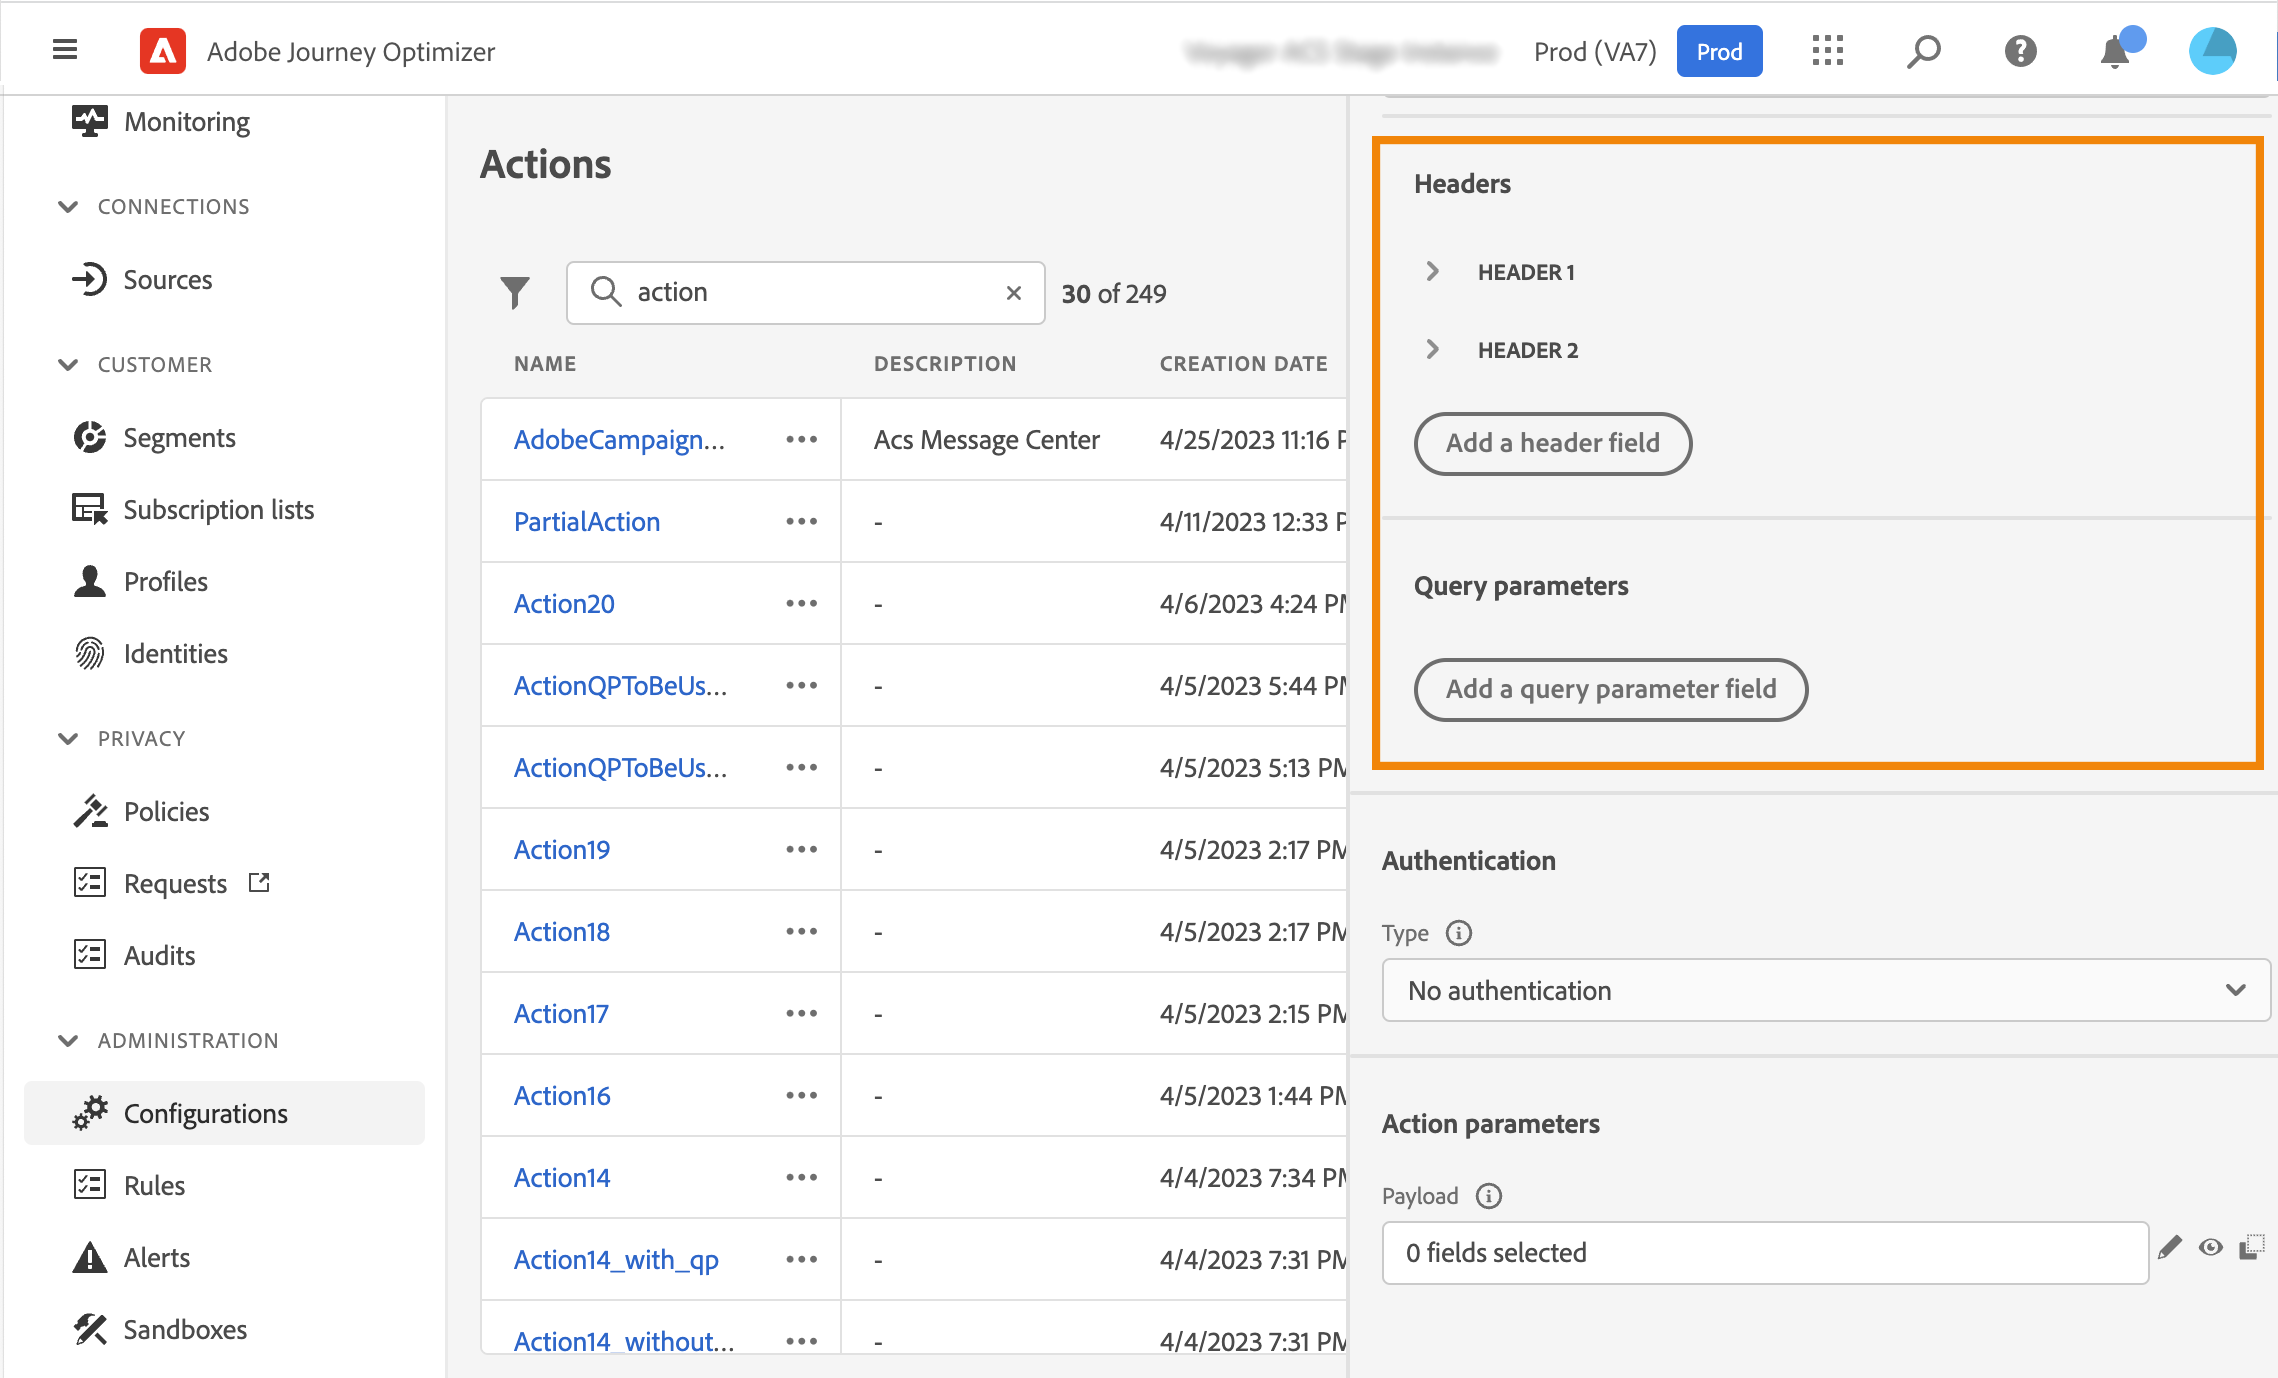 Adobe Journey Optimizer
Prod (VA7)
Prod
Monitoring
CONNECTIONS
Sources
CUSTOMER
Segments
Subscription lists
Profiles
Identities
PRIVACY
Policies
Requests
Audits
ADMINISTRATION
Configurations
Rules
Alerts
Sandboxes
Actions
action
30 of 249
NAME DESCRIPTION CREATION DATE
AdobeCampaign... Acs Message Center 4/25/2023 11:16 P
PartialAction - 4/11/2023 12:33 P
Action20 - 4/6/2023 4:24 PM
ActionQPToBeUs... - 4/5/2023 5:44 PM
ActionQPToBeUs... - 4/5/2023 5:13 PM
Action19 - 4/5/2023 2:17 PM
Action18 - 4/5/2023 2:17 PM
Action17 - 4/5/2023 2:15 PM
Action16 - 4/5/2023 1:44 PM
Action14 - 4/4/2023 7:34 PM
Action14_with_qp - 4/4/2023 7:31 PM
Action14_without... - 4/4/2023 7:31 PM
Headers
HEADER 1
HEADER 2
Add a header field
Query parameters
Add a query parameter field
Authentication
Type
No authentication
Action parameters
Payload
0 fields selected